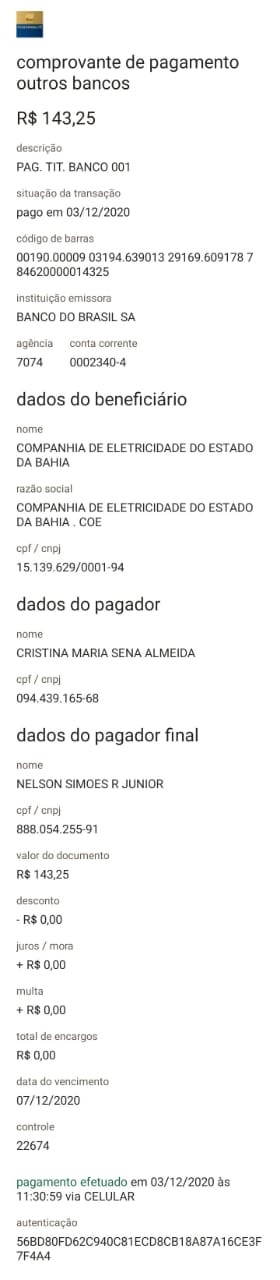 comprovante de pagamento
outros bancos
R$ 143,25
descrição
PAG. TIT. BANCO 001
situação da transação
pago em 03/12/2020
código de barras
00190.00009 03194.639013 29169.609178 7
84620000014325
instituição emissora
BANCO DO BRASIL SA
agência conta corrente
7074 0002340-4
dados do beneficiário
nome
COMPANHIA DE ELETRICIDADE DO ESTADO
DA BAHIA
razão social
COMPANHIA DE ELETRICIDADE DO ESTADO
DA BAHIA . COE
cpf / cnpj
15.139.629/0001-94
dados do pagador
nome
CRISTINA MARIA SENA ALMEIDA
cpf / cnpj
094.439.165-68
dados do pagador final
nome
NELSON SIMOES R JUNIOR
cpf / cnpj
888.054.255-91
valor do documento
R$ 143,25
desconto
- R$ 0,00
juros / mora
+ R$ 0,00
multa
+ R$ 0,00
total de encargos
R$ 0,00
data do vencimento
07/12/2020
controle
22674
pagamento efetuado em 03/12/2020 às
11:30:59 via CELULAR
autenticação
56BD80FD62C940C81ECD8CB18A87A16CE3F
7F4A4